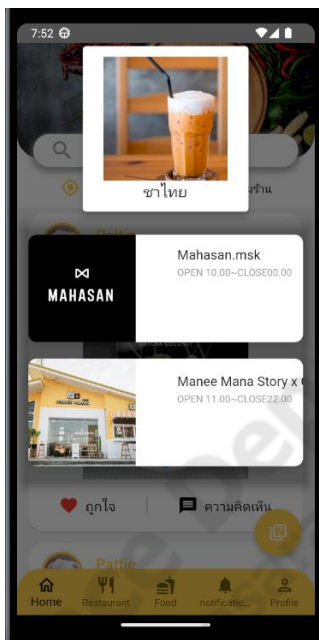 7:52
ชาไทย
Pattie
Mahasan.msk
OPEN 10.00~CLOSE00.00
MAHASAN
Manee Mana Story x
OPEN 11.00~CLOSE22.00
ถูกใจ
ความคิดเห็น
Pattie
Home
Restaurant
Food
notificatio...
Profile